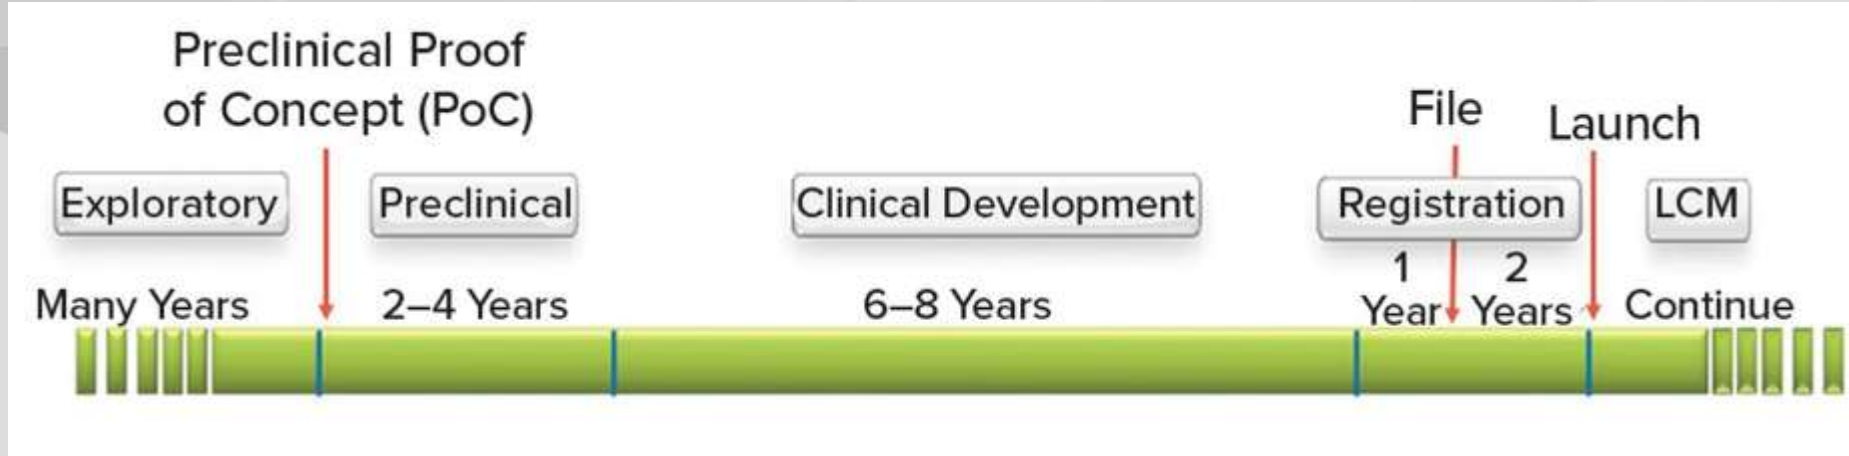 Preclinical Proof
of Concept (PoC)
File
Launch
Exploratory
Preclinical
Clinical Development
Registration
LCM
Many Years
2–4 Years
6–8 Years
1
Year
2
Years
Continue